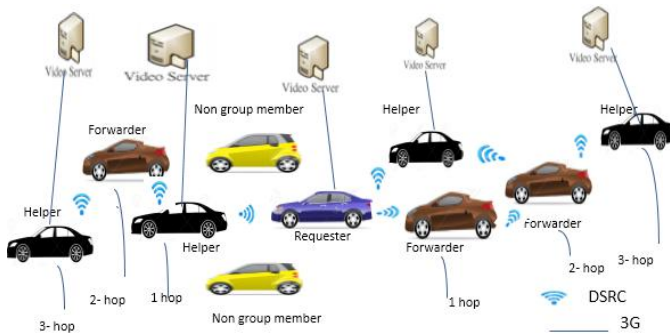 Video Server
Video Server
Video Server
Video Server
Video Server
Non group member
Helper
Helper
Forwarder
Helper
Helper
Requester
Forwarder
Forwarder
3- hop
2- hop
1 hop
Non group member
1 hop
2- hop
3- hop
DSRC
3G